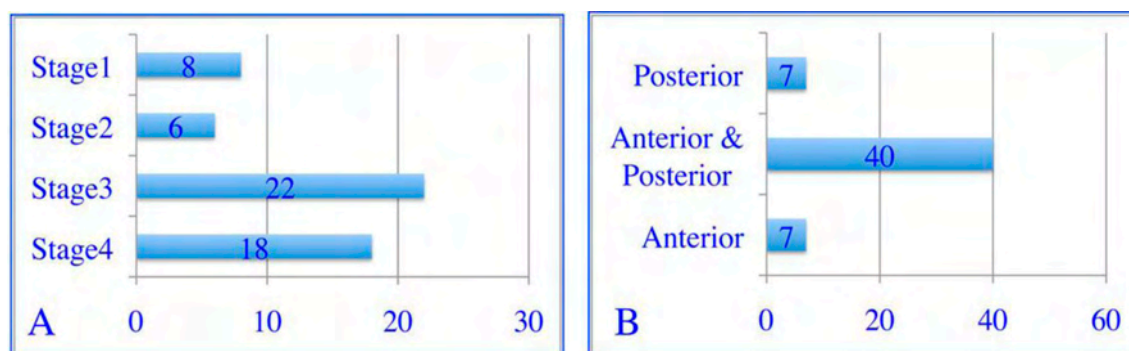 Stage1
8
Stage2
6
Stage3
22
Stage4
18
A
0 10 20 30
Posterior
7
Anterior &
Posterior
40
Anterior
7
B
0 20 40 60